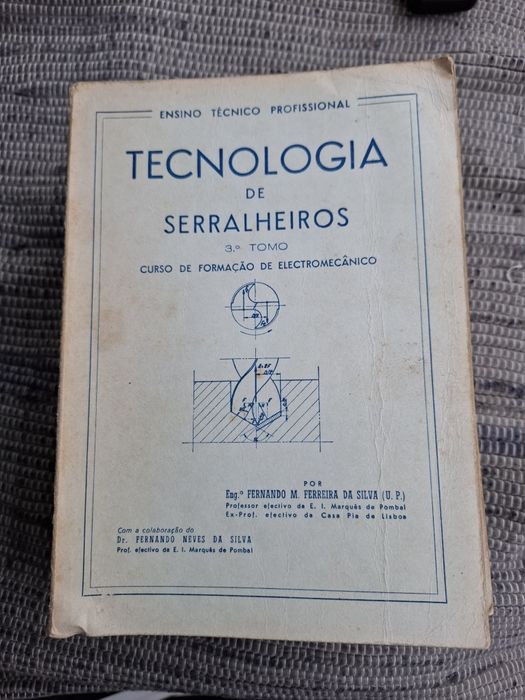 ENSINO TÉCNICO PROFISSIONAL
TECNOLOGIA
DE
SERRALHEIROS
3.º TOMO
CURSO DE FORMAÇÃO DE ELECTROMECÂNICO
POR
Eng.º FERNANDO M. FERREIRA DA SILVA (U. P.)
Professor efectivo da E. I. Marquês de Pombal
Ex-Prof. efectivo da Casa Pia de Lisboa
Com a colaboração do
Dr. FERNANDO NEVES DA SILVA
Prof. efectivo da E. I. Marquês de Pombal